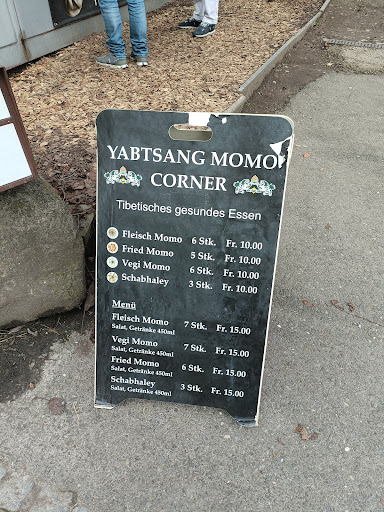 YABTSANG MOMO
CORNER
Tibetisches gesundes Essen
Fleisch Momo 6 Stk. Fr. 10.00
Fried Momo 5 Stk. Fr. 10.00
Vegi Momo 6 Stk. Fr. 10.00
Schabhaley 3 Stk. Fr. 10.00
Menü
Fleisch Momo 7 Stk. Fr. 15.00
Salat, Getränke 450ml
Vegi Momo 7 Stk. Fr. 15.00
Salat, Getränke 450ml
Fried Momo 6 Stk. Fr. 15.00
Salat, Getränke 450ml
Schabhaley 3 Stk. Fr. 15.00
Salat, Getränke 450ml